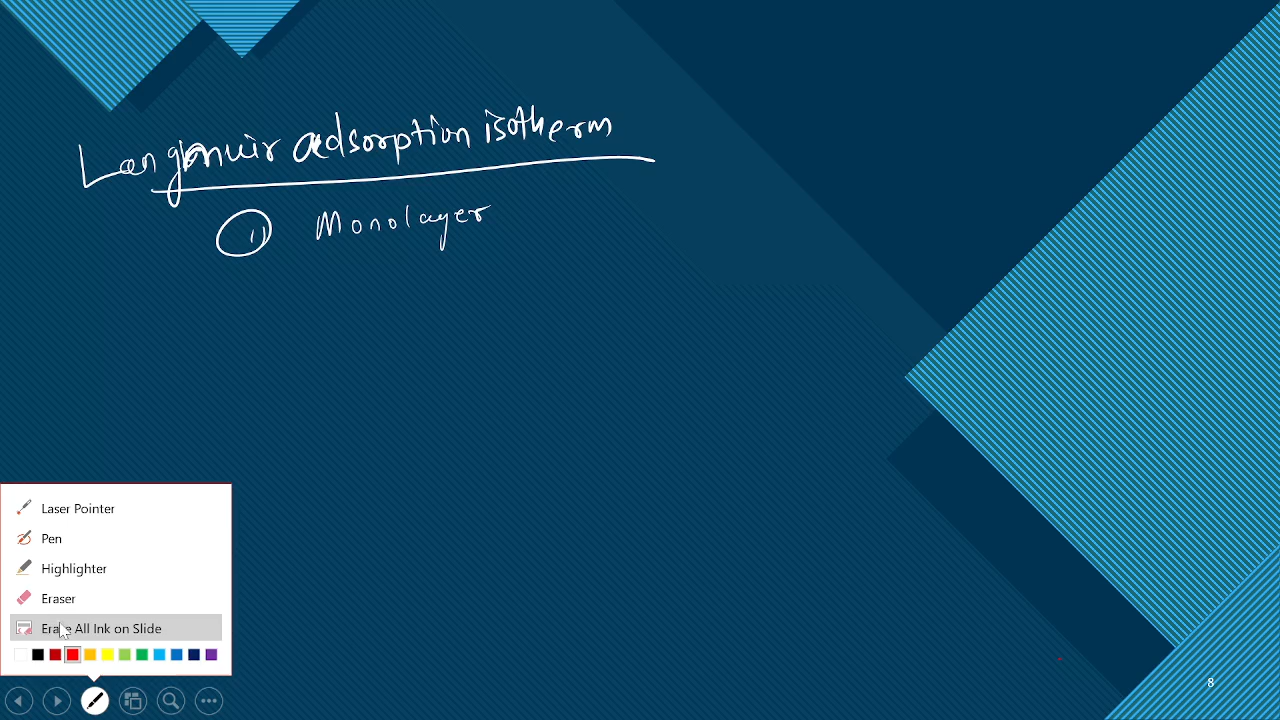 Langmuir adsorption isotherm
1) Monolayer
Laser Pointer
Pen
Highlighter
Eraser
Erase All Ink on Slide
8